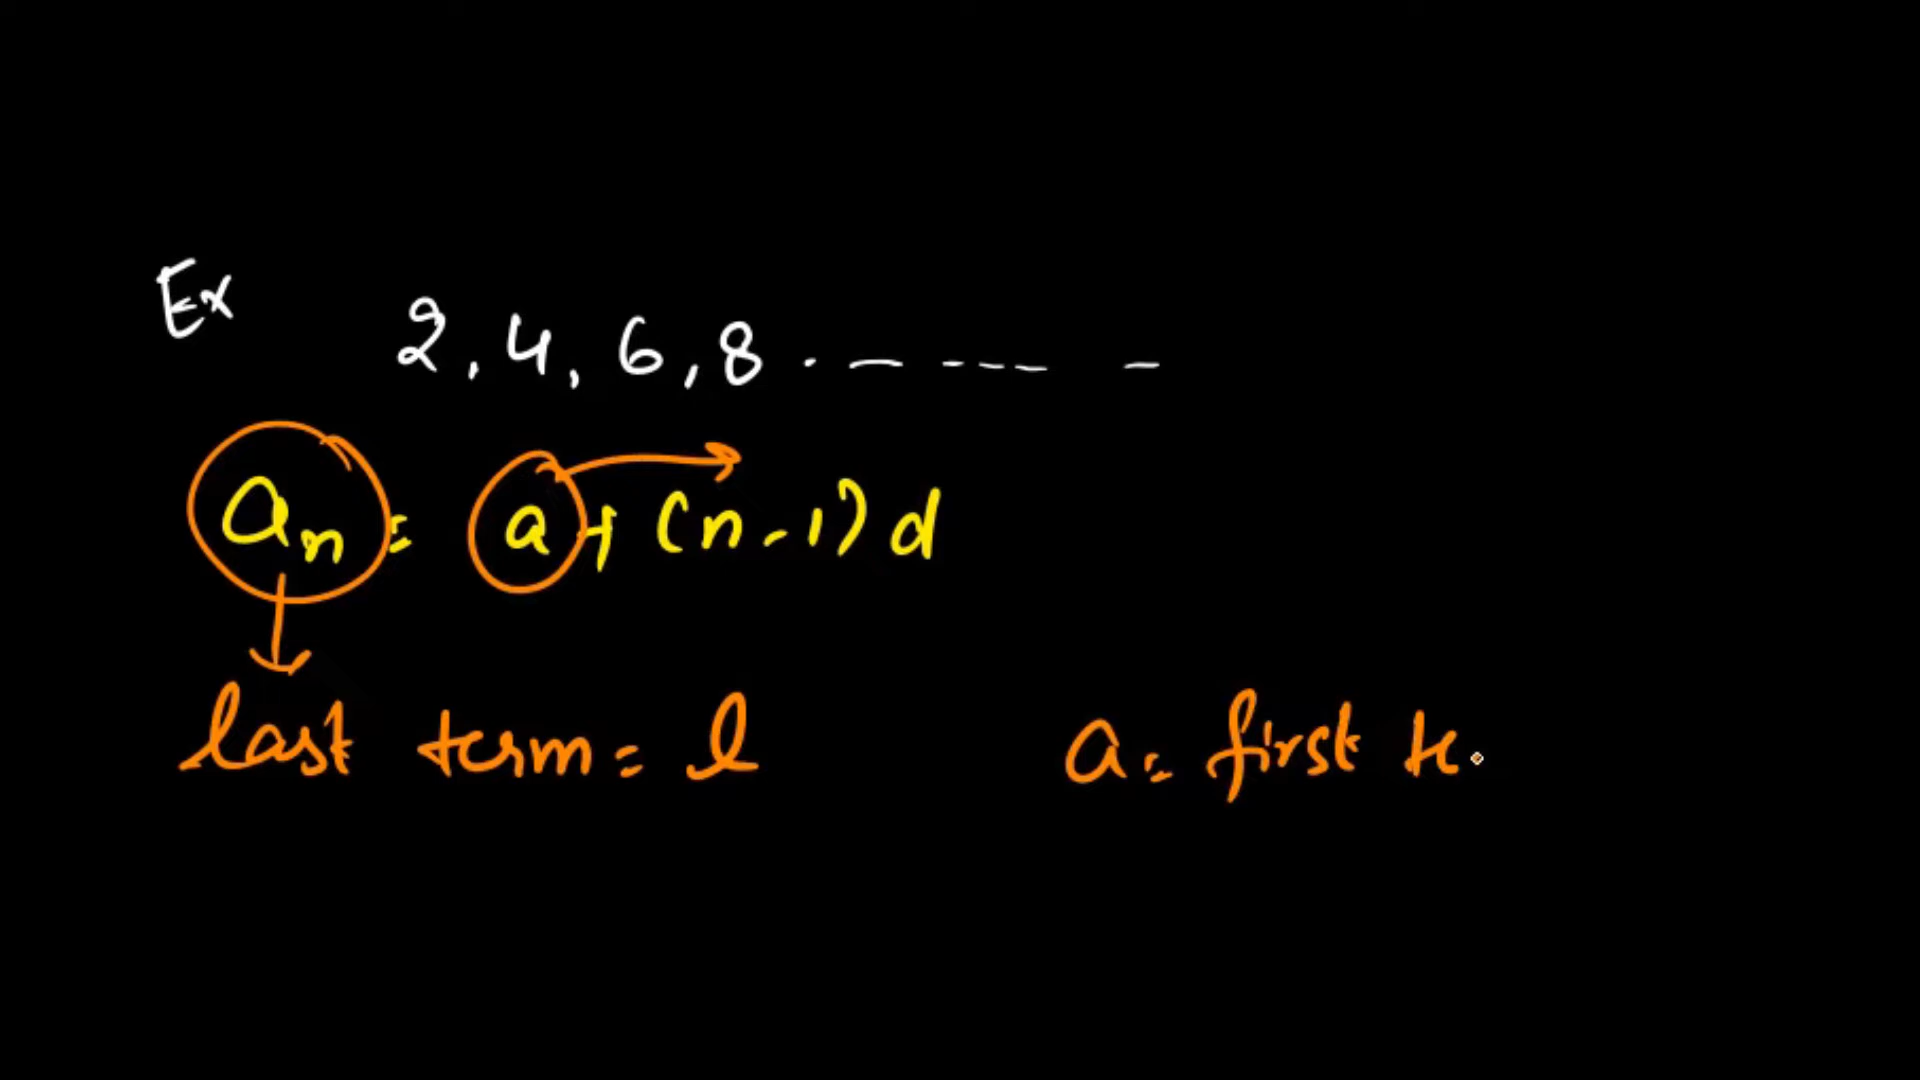 Ex
2, 4, 6, 8 . - - - - - -
aₙ = a + (n-1) d
last term = l
a = first te